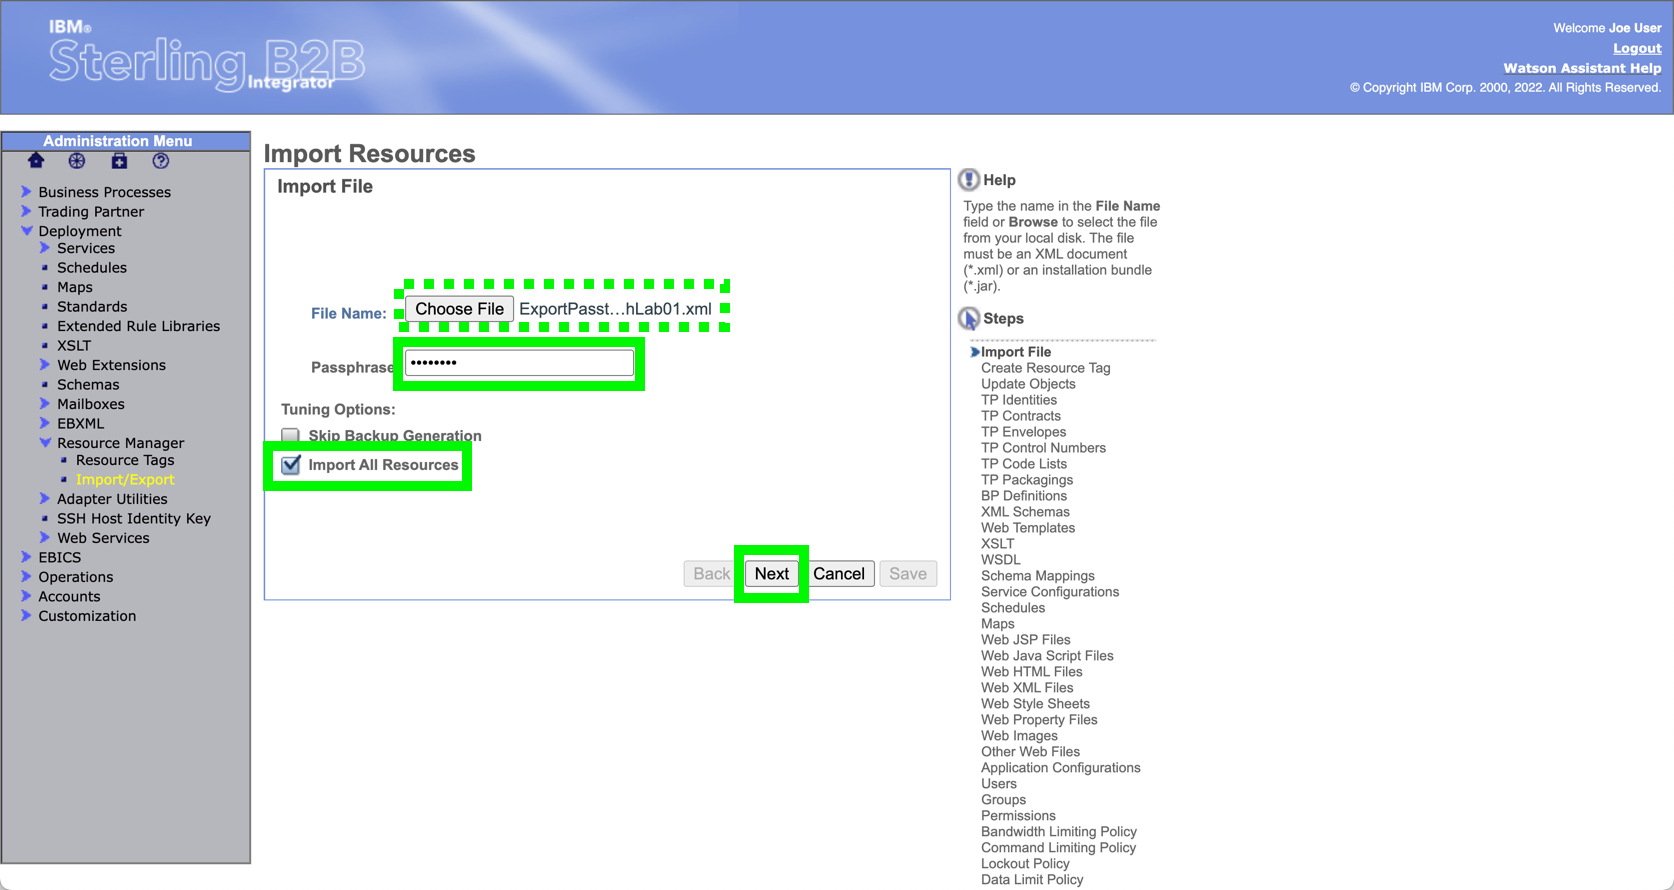 IBM®
Sterling B2B
Integrator
Welcome Joe User
Logout
Watson Assistant Help
© Copyright IBM Corp. 2000, 2022. All Rights Reserved.
Administration Menu
Business Processes
Trading Partner
Deployment
Services
Schedules
Maps
Standards
Extended Rule Libraries
XSLT
Web Extensions
Schemas
Mailboxes
EBXML
Resource Manager
Resource Tags
Import/Export
Adapter Utilities
SSH Host Identity Key
Web Services
EBICS
Operations
Accounts
Customization
Import Resources
Import File
File Name: Choose File ExportPasst...hLab01.xml
Passphrase ••••••••
Tuning Options:
Skip Backup Generation
Import All Resources
Back Next Cancel Save
Help
Type the name in the File Name
field or Browse to select the file
from your local disk. The file
must be an XML document
(*.xml) or an installation bundle
(*.jar).
Steps
Import File
Create Resource Tag
Update Objects
TP Identities
TP Contracts
TP Envelopes
TP Control Numbers
TP Code Lists
TP Packagings
BP Definitions
XML Schemas
Web Templates
XSLT
WSDL
Schema Mappings
Service Configurations
Schedules
Maps
Web JSP Files
Web Java Script Files
Web HTML Files
Web XML Files
Web Style Sheets
Web Property Files
Web Images
Other Web Files
Application Configurations
Users
Groups
Permissions
Bandwidth Limiting Policy
Command Limiting Policy
Lockout Policy
Data Limit Policy